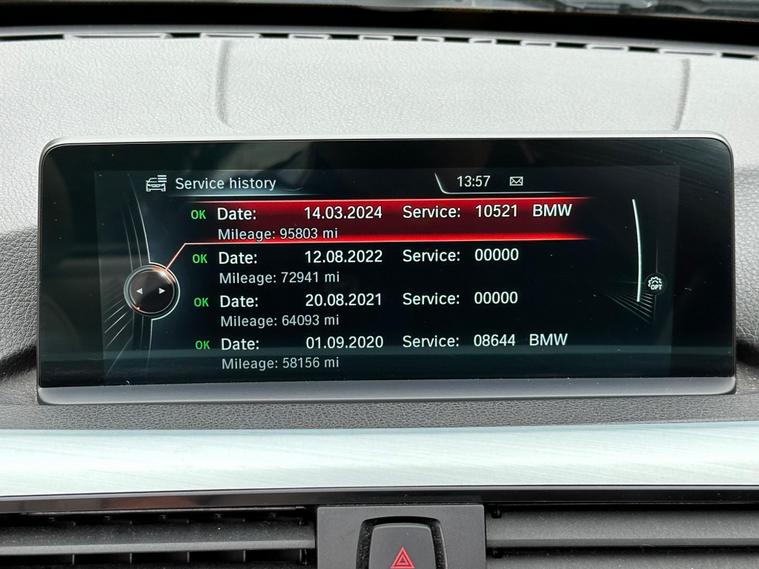 Service history 13:57
OK Date: 14.03.2024 Service: 10521 BMW
Mileage: 95803 mi
OK Date: 12.08.2022 Service: 00000
Mileage: 72941 mi
OK Date: 20.08.2021 Service: 00000
Mileage: 64093 mi
OK Date: 01.09.2020 Service: 08644 BMW
Mileage: 58156 mi
OPT